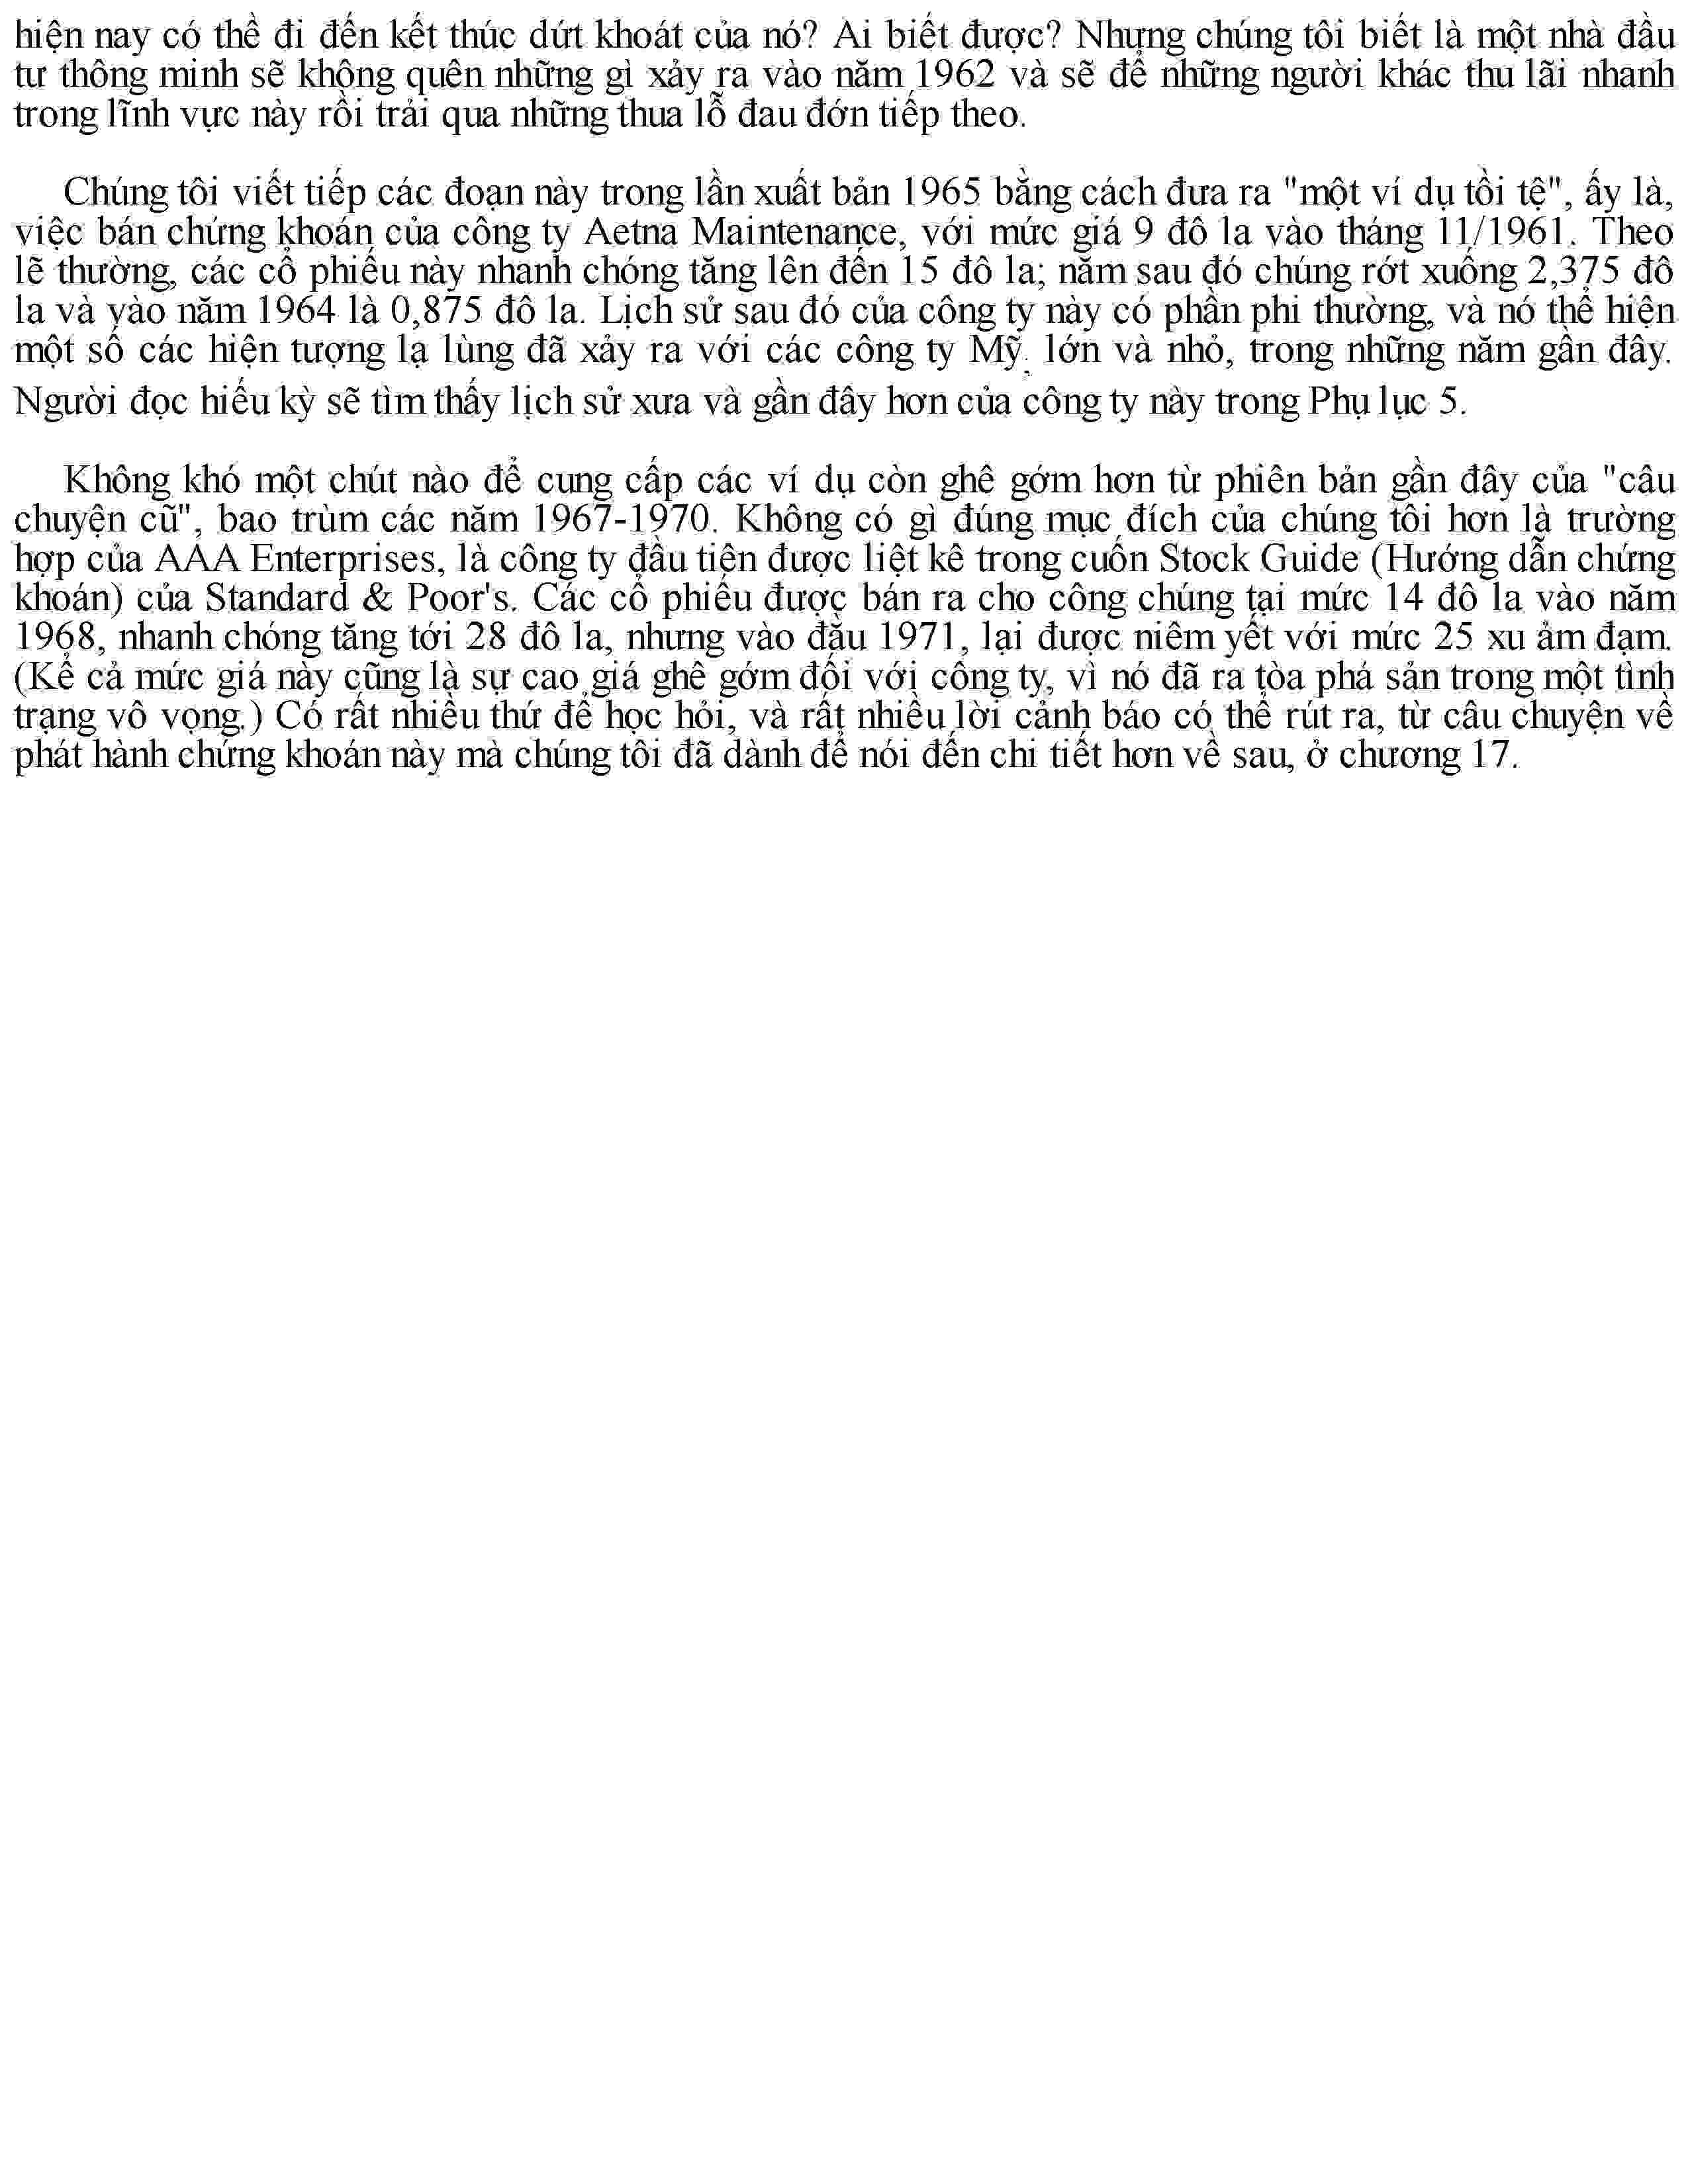 hiện nay có thề đi đến kết thúc dứt khoát của nó? Ai biết được? Nhưng chúng tôi biết là một nhà đầu
tư thông minh sẽ không quên những gì xảy ra vào năm 1962 và sẽ để những người khác thu lãi nhanh
trong lĩnh vực này rồi trải qua những thua lỗ đau đớn tiếp theo.
Chúng tôi viết tiếp các đoạn này trong lần xuất bản 1965 bằng cách đưa ra "một ví dụ tồi tệ", ấy là,
việc bán chứng khoán của công ty Aetna Maintenance, với mức giá 9 đô la vào tháng 11/1961. Theo
lẽ thường, các cổ phiếu này nhanh chóng tăng lên đến 15 đô la; năm sau đó chúng rớt xuống 2,375 đô
la và vào năm 1964 là 0,875 đô la. Lịch sử sau đó của công ty này có phần phi thường, và nó thể hiện
một số các hiện tượng lạ lùng đã xảy ra với các công ty Mỹ. lớn và nhỏ, trong những năm gần đây.
Người đọc hiếu kỳ sẽ tìm thấy lịch sử xưa và gần đây hơn của công ty này trong Phụ lục 5.
Không khó một chút nào để cung cấp các ví dụ còn ghê gớm hơn từ phiên bản gần đây của "câu
chuyện cũ", bao trùm các năm 1967-1970. Không có gì đúng mục đích của chúng tôi hơn là trường
hợp của AAA Enterprises, là công ty đầu tiên được liệt kê trong cuốn Stock Guide (Hướng dẫn chứng
khoán) của Standard & Poor's. Các cổ phiếu được bán ra cho công chúng tại mức 14 đô la vào năm
1968, nhanh chóng tăng tới 28 đô la, nhưng vào đầu 1971, lại được niêm yết với mức 25 xu ảm đạm.
(Kể cả mức giá này cũng là sự cao giá ghê gớm đối với công ty, vì nó đã ra tòa phá sản trong một tình
trạng vô vọng.) Có rất nhiều thứ để học hỏi, và rất nhiều lời cảnh báo có thể rút ra, từ câu chuyện về
phát hành chứng khoán này mà chúng tôi đã dành để nói đến chi tiết hơn về sau, ở chương 17.